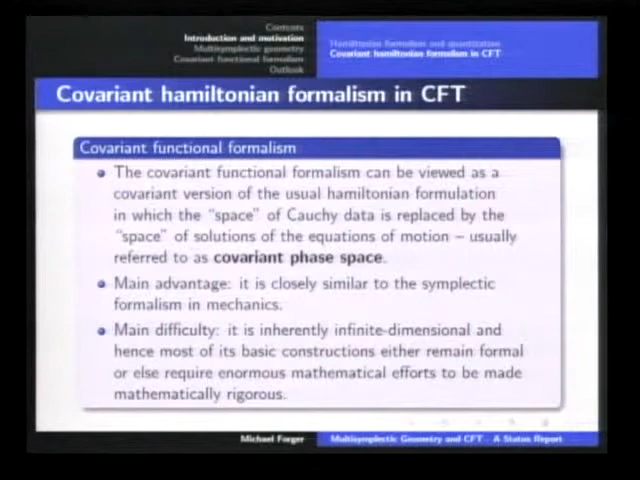 Contents
Introduction and motivation
Multisymplectic geometry
Covariant functional formalism
Outlook
Hamiltonian formalism and quantization
Covariant hamiltonian formalism in CFT
Covariant hamiltonian formalism in CFT
Covariant functional formalism
The covariant functional formalism can be viewed as a
covariant version of the usual hamiltonian formulation
in which the “space” of Cauchy data is replaced by the
“space” of solutions of the equations of motion – usually
referred to as covariant phase space.
Main advantage: it is closely similar to the symplectic
formalism in mechanics.
Main difficulty: it is inherently infinite-dimensional and
hence most of its basic constructions either remain formal
or else require enormous mathematical efforts to be made
mathematically rigorous.
Michael Forger
Multisymplectic Geometry and CFT - A Status Report